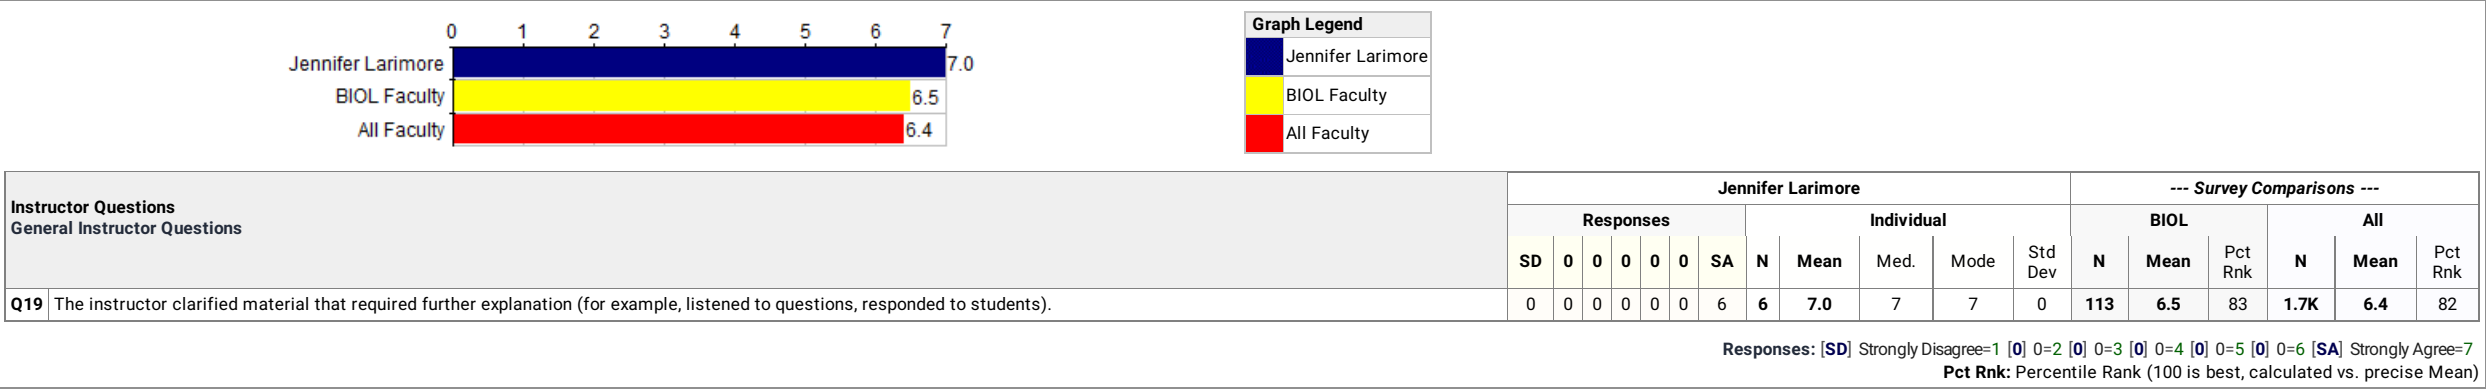 0 1 2 3 4 5 6 7
Jennifer Larimore 7.0
BIOL Faculty 6.5
All Faculty 6.4
Graph Legend
Jennifer Larimore
BIOL Faculty
All Faculty
Instructor Questions
General Instructor Questions
Jennifer Larimore --- Survey Comparisons ---
Responses Individual BIOL All
SD 0 0 0 0 0 SA N Mean Med. Mode Std Dev N Mean Pct Rnk N Mean Pct Rnk
Q19 The instructor clarified material that required further explanation (for example, listened to questions, responded to students). 0 0 0 0 0 0 6 6 7.0 7 7 0 113 6.5 83 1.7K 6.4 82
Responses: [SD] Strongly Disagree=1 [0] 0=2 [0] 0=3 [0] 0=4 [0] 0=5 [0] 0=6 [SA] Strongly Agree=7
Pct Rnk: Percentile Rank (100 is best, calculated vs. precise Mean)